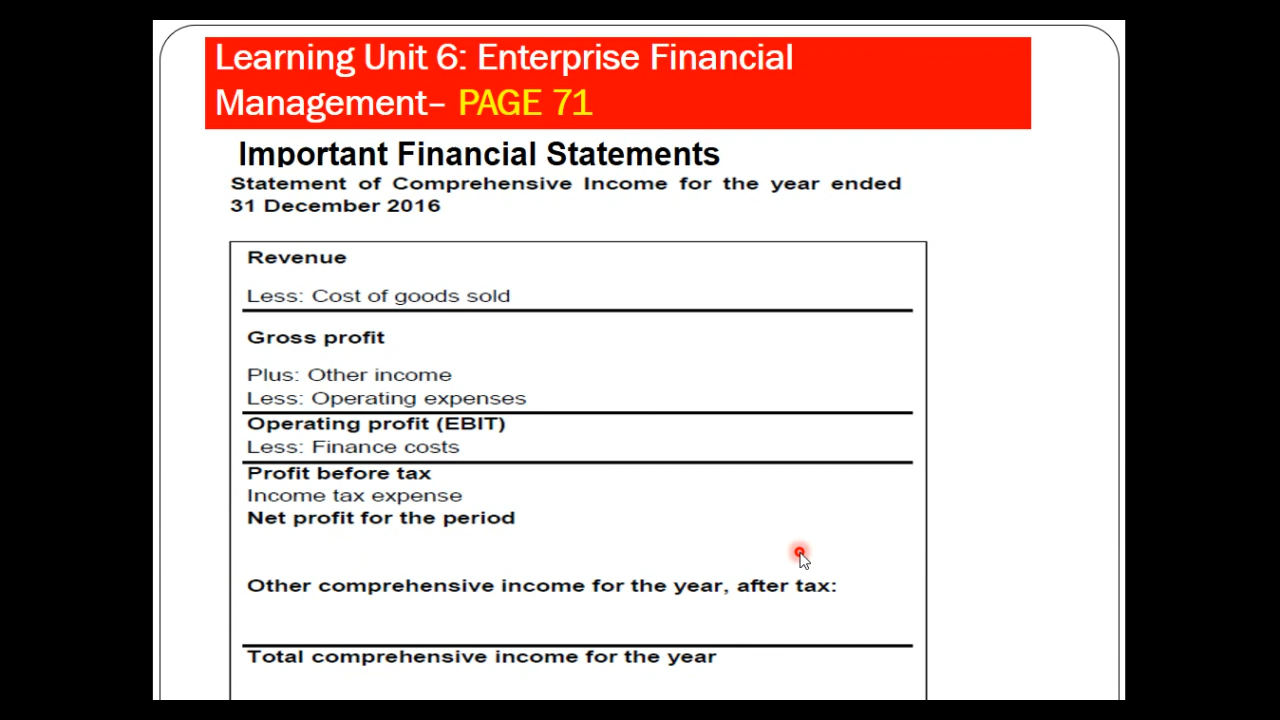 Learning Unit 6: Enterprise Financial
Management– PAGE 71
Important Financial Statements
Statement of Comprehensive Income for the year ended
31 December 2016
Revenue
Less: Cost of goods sold
Gross profit
Plus: Other income
Less: Operating expenses
Operating profit (EBIT)
Less: Finance costs
Profit before tax
Income tax expense
Net profit for the period
Other comprehensive income for the year, after tax:
Total comprehensive income for the year